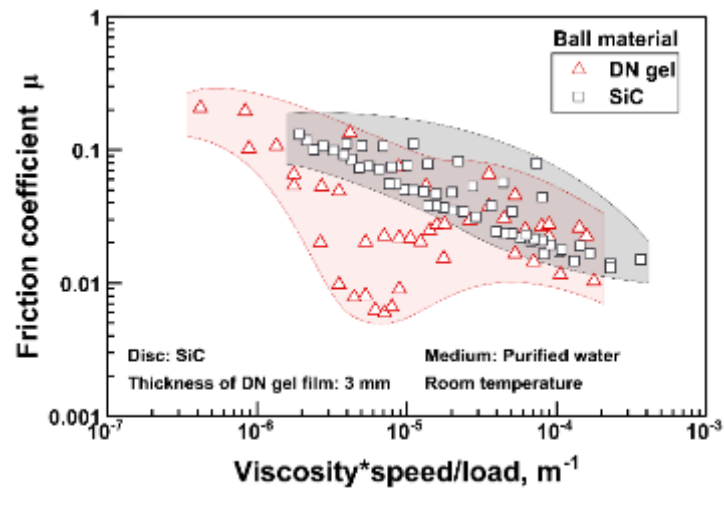 1
Ball material
DN gel
SiC
0.1
Friction coefficient μ
0.01
Disc: SiC
Medium: Purified water
Thickness of DN gel film: 3 mm
Room temperature
0.001
10⁻⁷
10⁻⁶
10⁻⁵
10⁻⁴
10⁻³
Viscosity*speed/load, m⁻¹